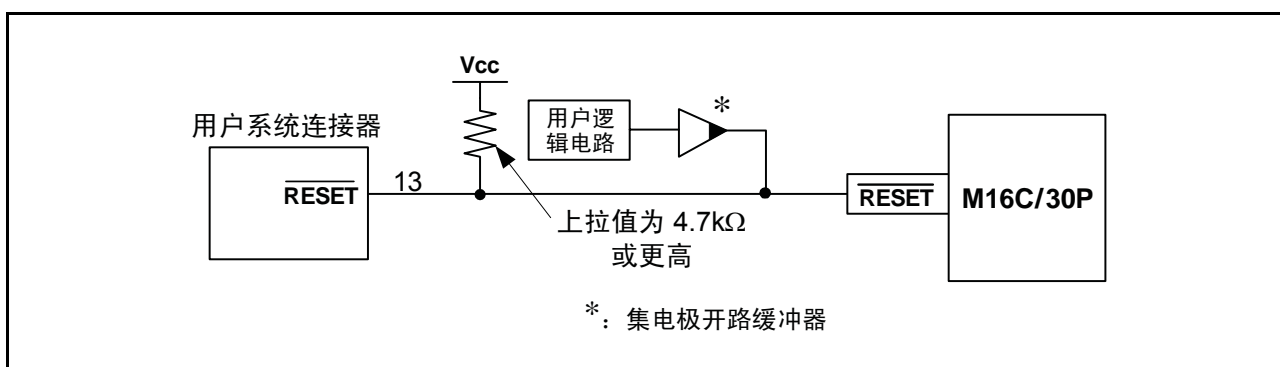 Vcc
用户系统连接器
用户逻
辑电路
*
RESET
13
RESET
M16C/30P
上拉值为 4.7kΩ
或更高
*：集电极开路缓冲器